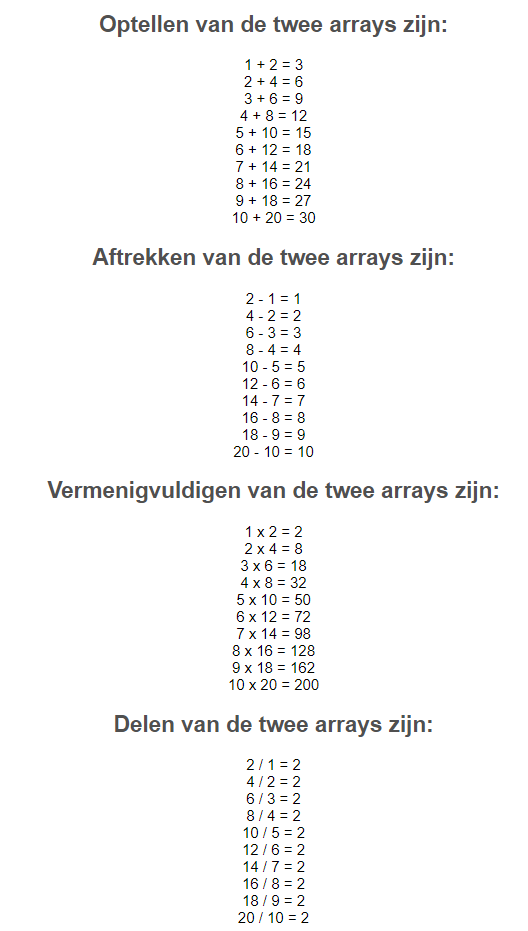 Optellen van de twee arrays zijn:
1 + 2 = 3
2 + 4 = 6
3 + 6 = 9
4 + 8 = 12
5 + 10 = 15
6 + 12 = 18
7 + 14 = 21
8 + 16 = 24
9 + 18 = 27
10 + 20 = 30
Aftrekken van de twee arrays zijn:
2 - 1 = 1
4 - 2 = 2
6 - 3 = 3
8 - 4 = 4
10 - 5 = 5
12 - 6 = 6
14 - 7 = 7
16 - 8 = 8
18 - 9 = 9
20 - 10 = 10
Vermenigvuldigen van de twee arrays zijn:
1 x 2 = 2
2 x 4 = 8
3 x 6 = 18
4 x 8 = 32
5 x 10 = 50
6 x 12 = 72
7 x 14 = 98
8 x 16 = 128
9 x 18 = 162
10 x 20 = 200
Delen van de twee arrays zijn:
2 / 1 = 2
4 / 2 = 2
6 / 3 = 2
8 / 4 = 2
10 / 5 = 2
12 / 6 = 2
14 / 7 = 2
16 / 8 = 2
18 / 9 = 2
20 / 10 = 2